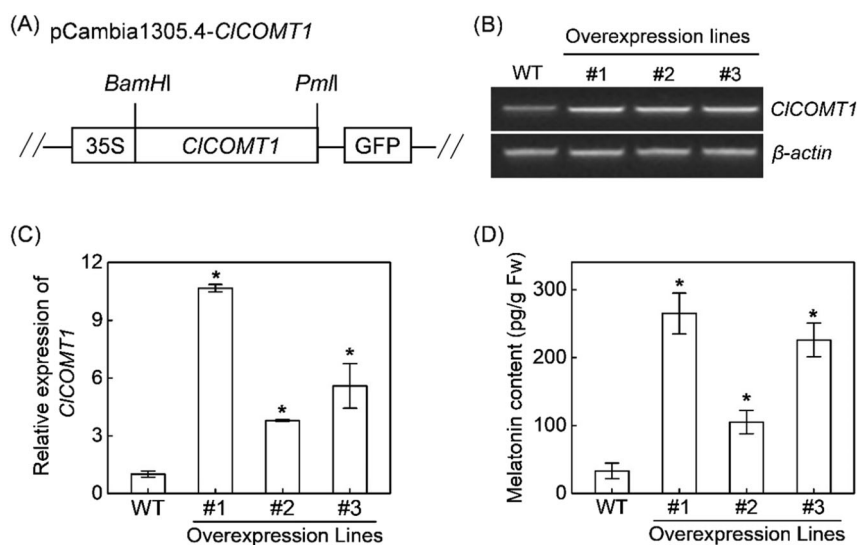 (A) pCambia1305.4-ClCOMT1
BamHI PmlI
35S ClCOMT1 GFP
(B)
Overexpression lines
WT #1 #2 #3
ClCOMT1
β-actin
(C)
Relative expression of
ClCOMT1
12
9
6
3
0
*
*
*
WT #1 #2 #3
Overexpression Lines
(D)
Melatonin content (pg/g Fw)
300
200
100
0
*
*
*
WT #1 #2 #3
Overexpression Lines